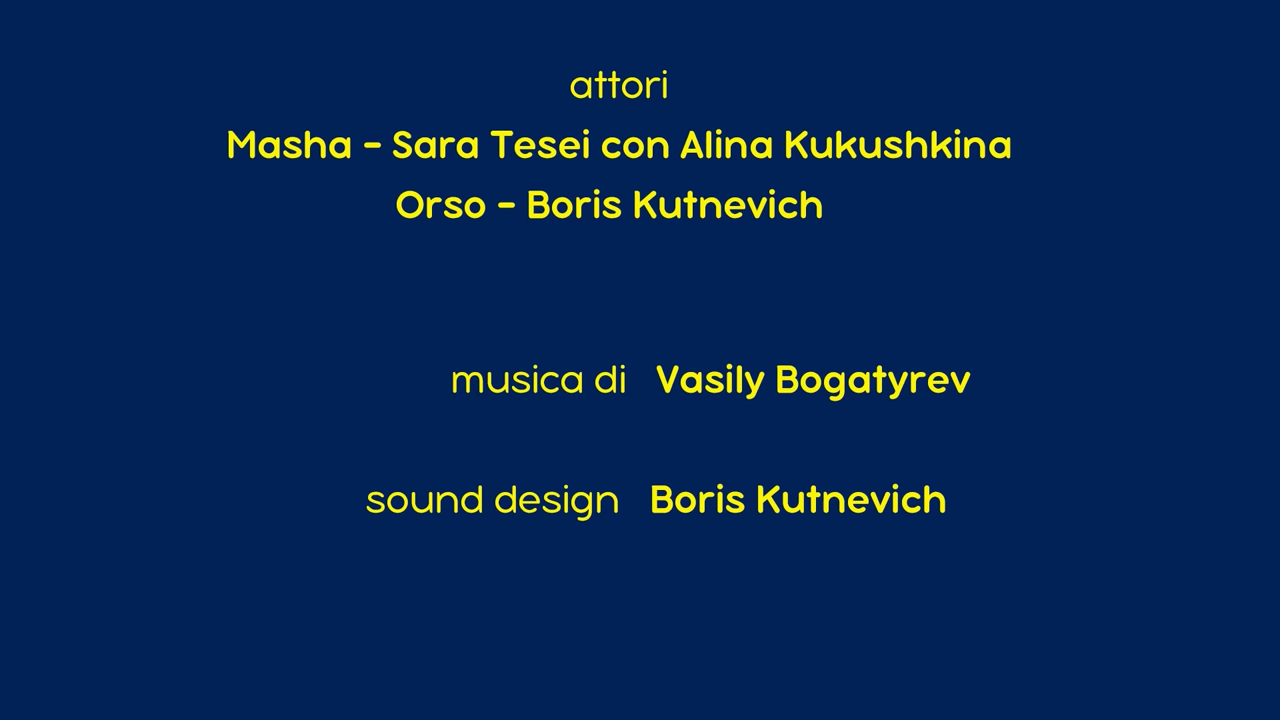 attori
Masha - Sara Tesei con Alina Kukushkina
Orso - Boris Kutnevich
musica di Vasily Bogatyrev
sound design Boris Kutnevich